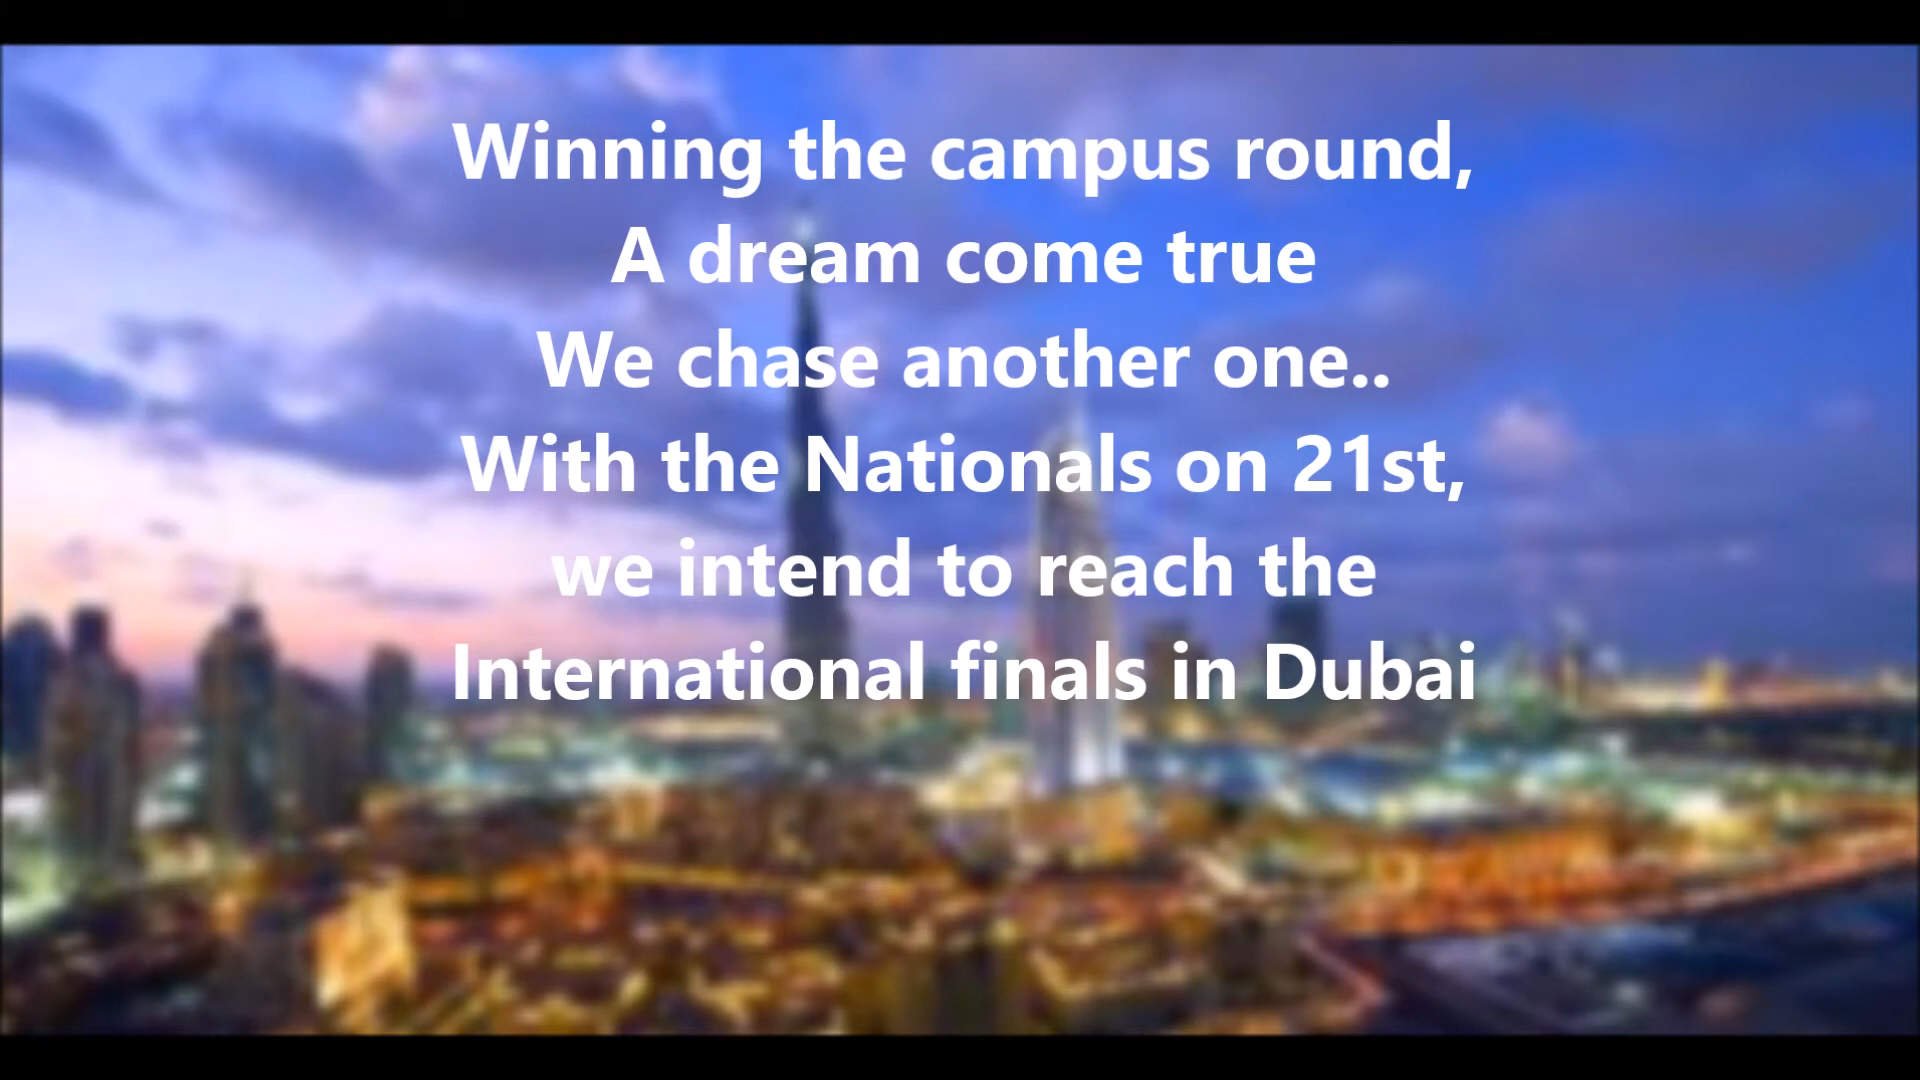 Winning the campus round,
A dream come true
We chase another one..
With the Nationals on 21st,
we intend to reach the
International finals in Dubai